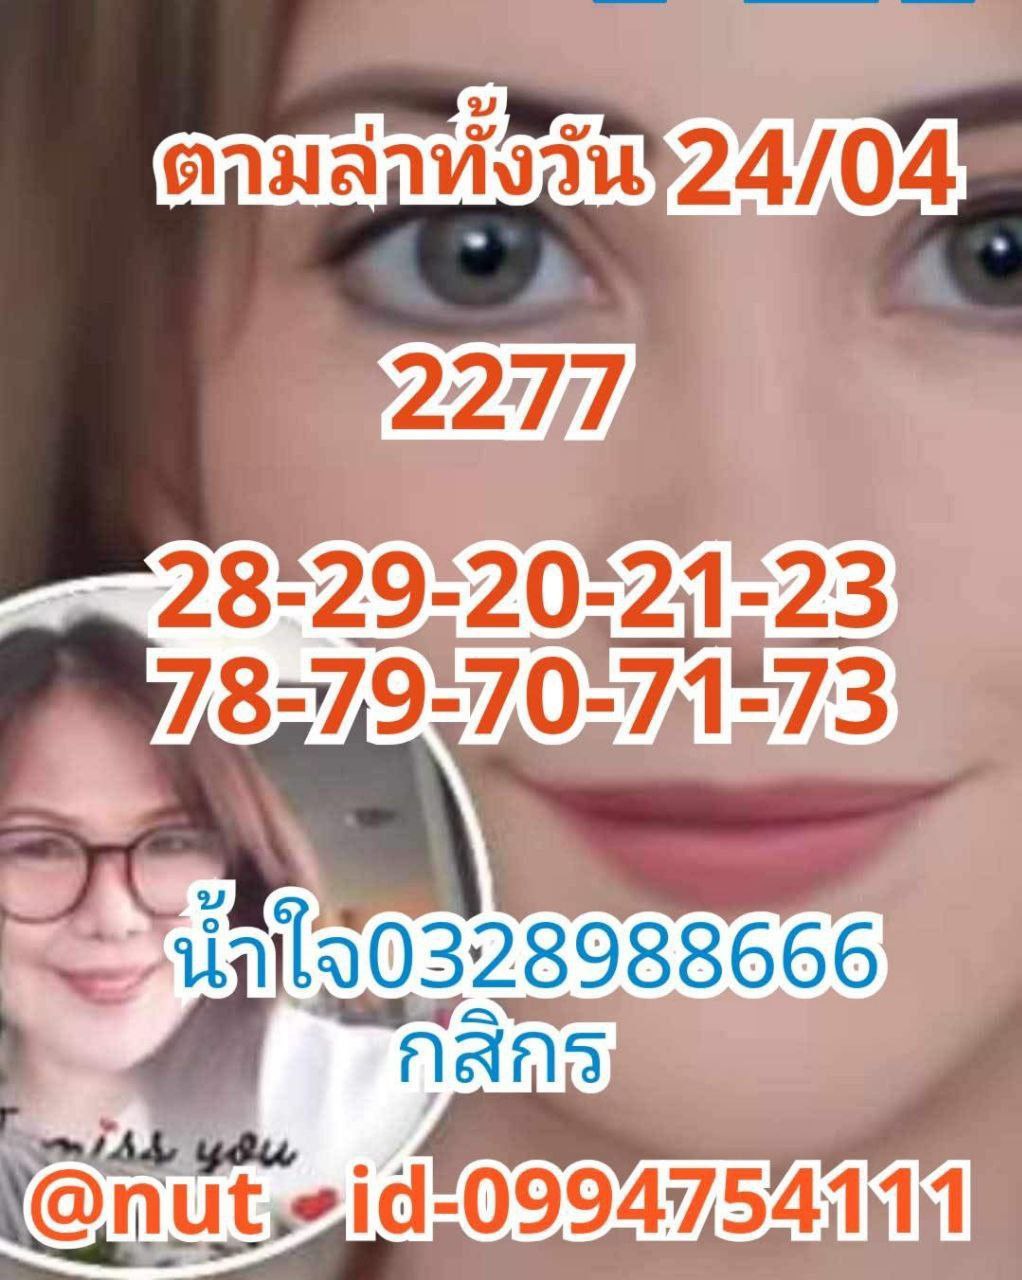 ตามล่าทั้งวัน 24/04
2277
28-29-20-21-23
78-79-70-71-73
น้ำใจ0328988666
กสิกร
miss you
@nut id-0994754111